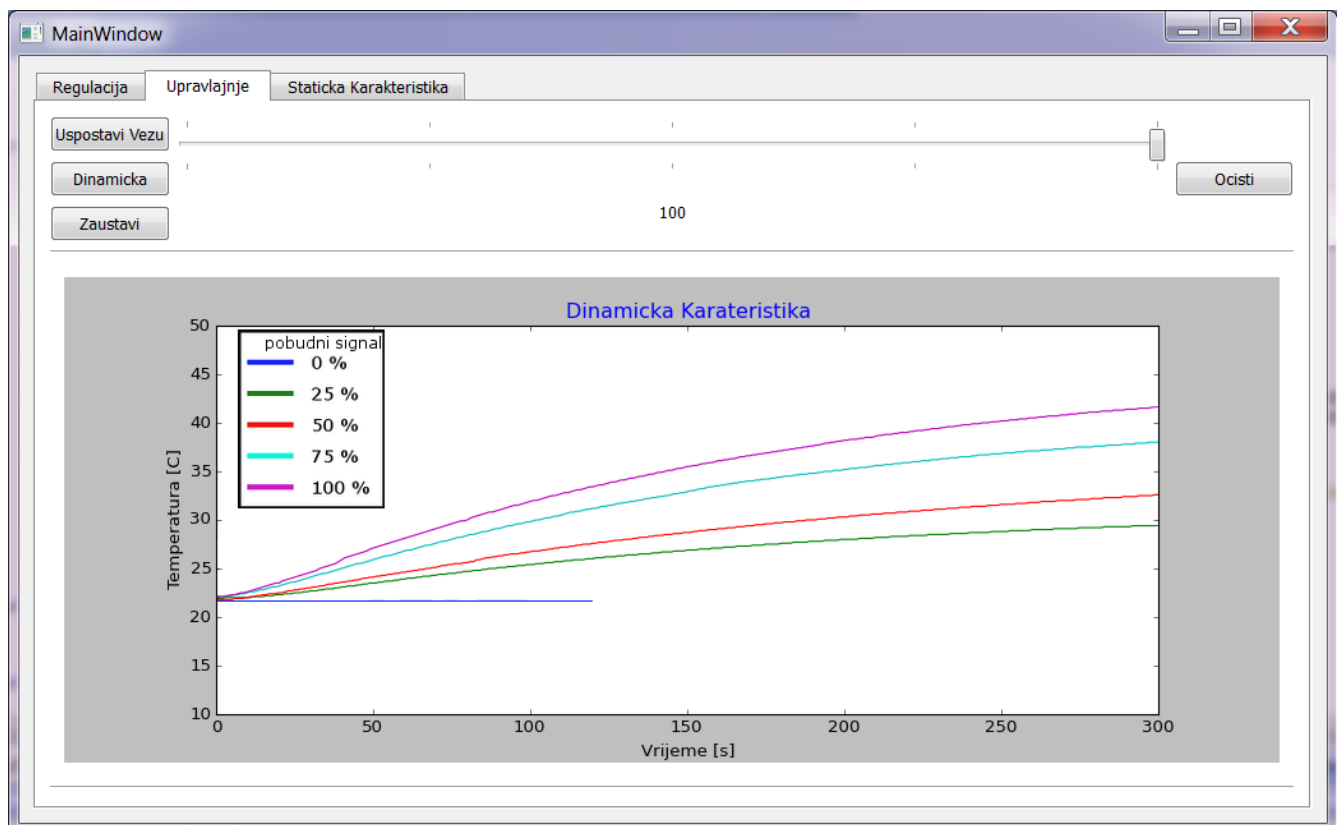 MainWindow
Regulacija Upravlajnje Staticka Karakteristika
Uspostavi Vezu
Dinamicka Ocisti
Zaustavi 100
Dinamicka Karateristika
pobudni signal
0 %
25 %
50 %
75 %
100 %
Temperatura [C]
50
45
40
35
30
25
20
15
10
0 50 100 150 200 250 300
Vrijeme [s]